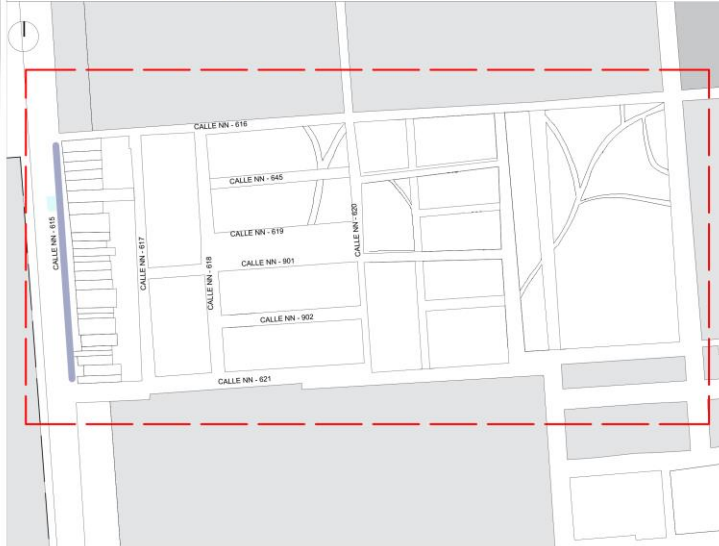 CALLE NN - 616
CALLE NN - 645
CALLE NN - 615
CALLE NN - 620
CALLE NN - 619
CALLE NN - 617
CALLE NN - 618
CALLE NN - 901
CALLE NN - 902
CALLE NN - 621